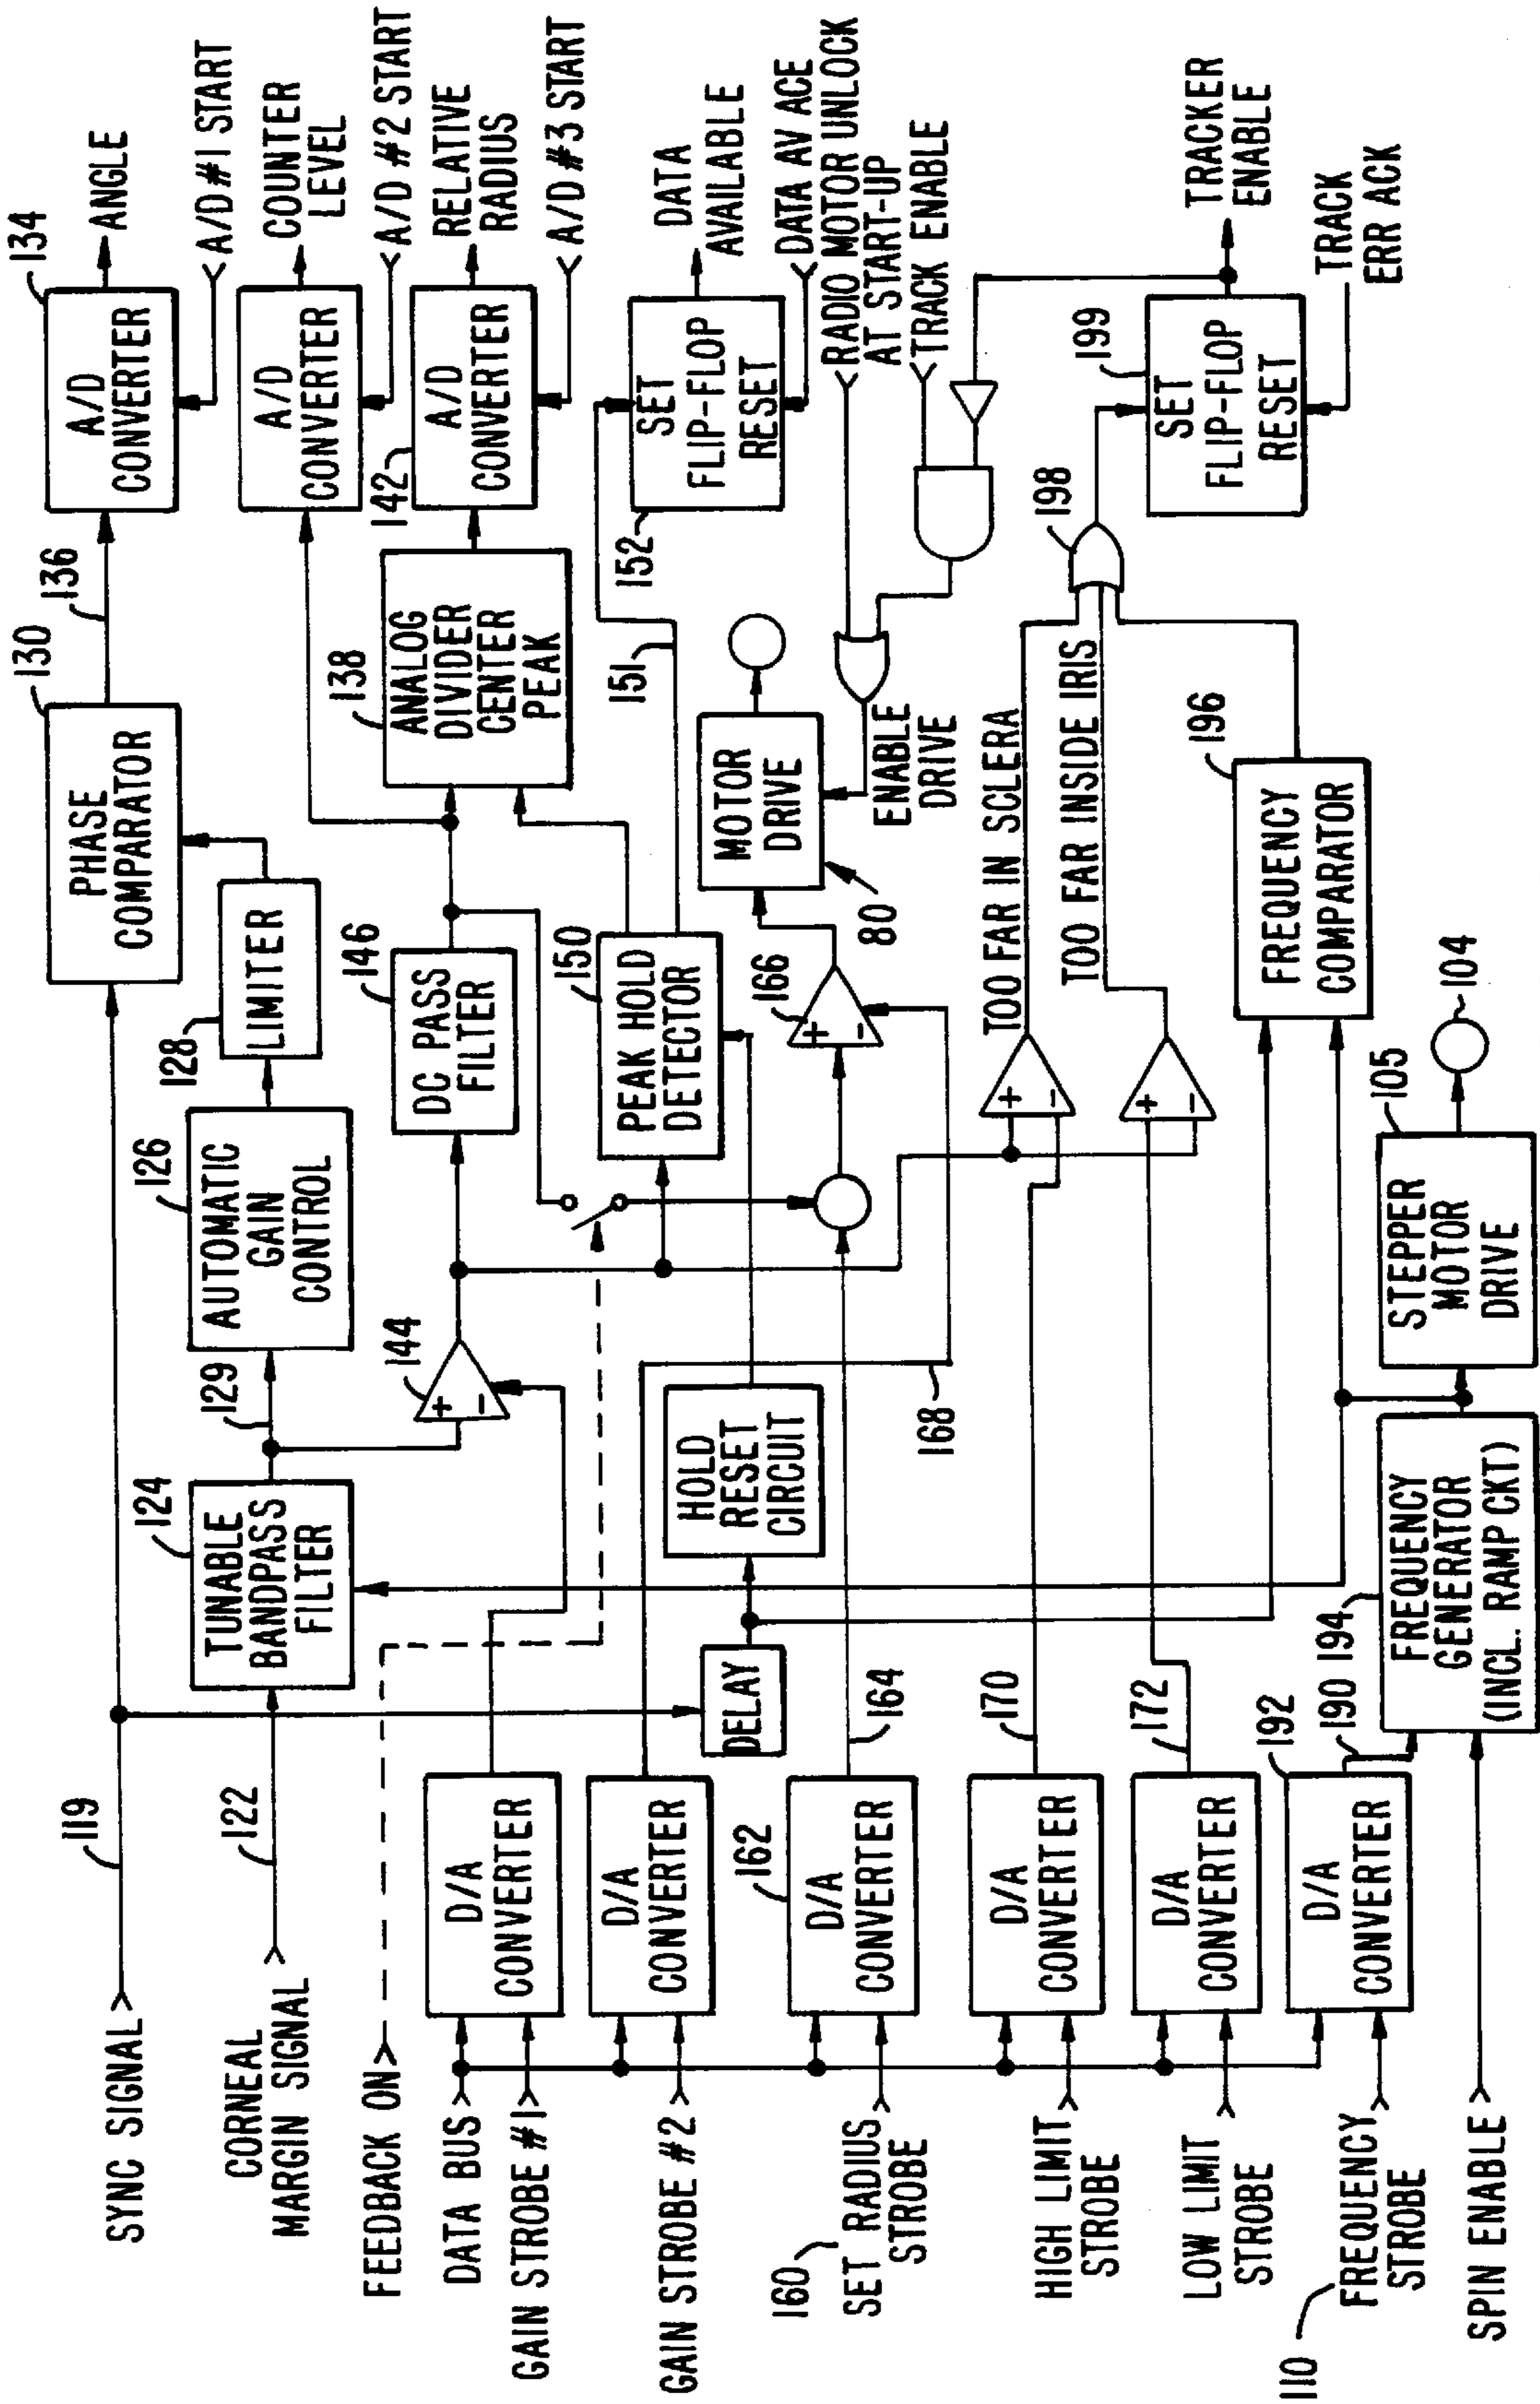 SYNC SIGNAL
119
CORNEAL
MARGIN SIGNAL
122
FEEDBACK ON
DATA BUS
GAIN STROBE #1
GAIN STROBE #2
160
SET RADIUS
STROBE
HIGH LIMIT
STROBE
LOW LIMIT
STROBE
110
FREQUENCY
STROBE
SPIN ENABLE
D/A
CONVERTER
D/A
CONVERTER
162
D/A
CONVERTER
164
D/A
CONVERTER
170
D/A
CONVERTER
172
192
D/A
CONVERTER
190
124
TUNABLE
BANDPASS
FILTER
129
126
AUTOMATIC
GAIN
CONTROL
128
LIMITER
130
PHASE
COMPARATOR
136
134
A/D
CONVERTER
ANGLE
A/D #1 START
A/D
CONVERTER
COUNTER
LEVEL
A/D #2 START
142
A/D
CONVERTER
RELATIVE
RADIUS
A/D #3 START
144
+
-
146
DC PASS
FILTER
138
ANALOG
DIVIDER
CENTER
PEAK
150
PEAK HOLD
DETECTOR
151
152
SET
FLIP-FLOP
RESET
DATA
AVAILABLE
DATA AV ACE
RADIO MOTOR UNLOCK
AT START-UP
TRACK ENABLE
DELAY
HOLD
RESET
CIRCUIT
168
166
+
-
MOTOR
DRIVE
80
ENABLE
DRIVE
+
-
TOO FAR IN SCLERA
+
-
TOO FAR INSIDE IRIS
198
199
SET
FLIP-FLOP
RESET
TRACKER
ENABLE
TRACK
ERR ACK
196
FREQUENCY
COMPARATOR
194
FREQUENCY
GENERATOR
(INCL. RAMP CKT)
105
STEPPER
MOTOR
DRIVE
104